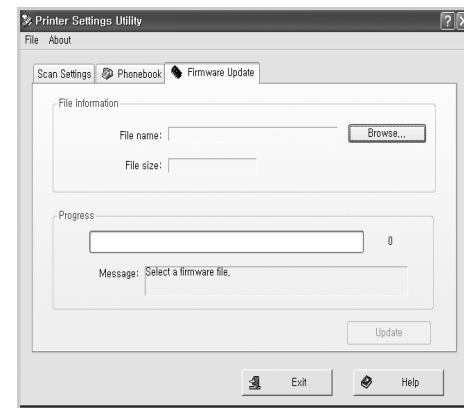 Printer Settings Utility
File About
Scan Settings Phonebook Firmware Update
File information
File name: Browse...
File size:
Progress
0
Message: Select a firmware file,
Update
Exit Help